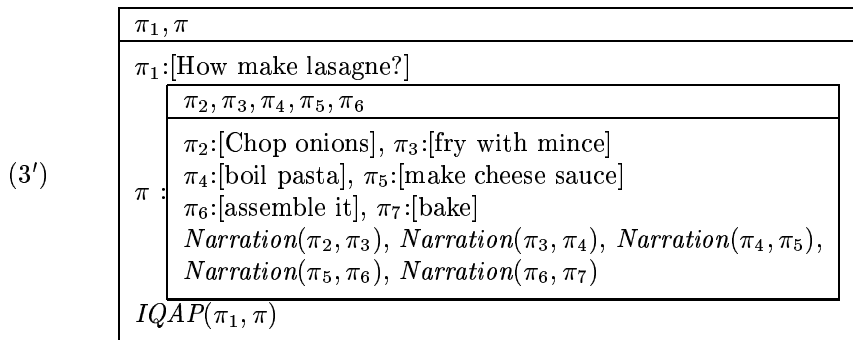 π₁, π
π₁:[How make lasagne?]
π₂, π₃, π₄, π₅, π₆
π₂:[Chop onions], π₃:[fry with mince]
(3′)
π :
π₄:[boil pasta], π₅:[make cheese sauce]
π₆:[assemble it], π₇:[bake]
Narration(π₂, π₃), Narration(π₃, π₄), Narration(π₄, π₅),
Narration(π₅, π₆), Narration(π₆, π₇)
IQAP(π₁, π)